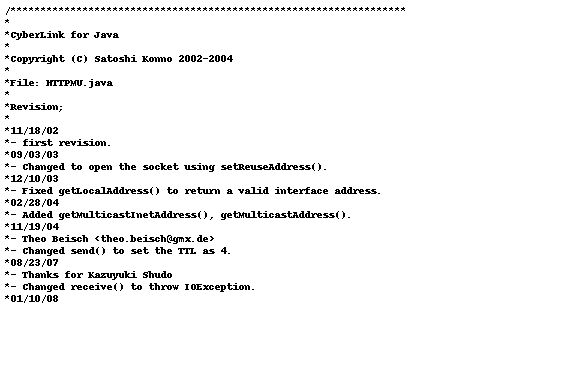 /******************************************************************
*
*CyberLink for Java
*
*Copyright (C) Satoshi Konno 2002-2004
*
*File: HTTPMU.java
*
*Revision;
*
*11/18/02
*- first revision.
*09/03/03
*- Changed to open the socket using setReuseAddress().
*12/10/03
*- Fixed getLocalAddress() to return a valid interface address.
*02/28/04
*- Added getMulticastInetAddress(), getMulticastAddress().
*11/19/04
*- Theo Beisch <theo.beisch@gmx.de>
*- Changed send() to set the TTL as 4.
*08/23/07
*- Thanks for Kazuyuki Shudo
*- Changed receive() to throw IOException.
*01/10/08